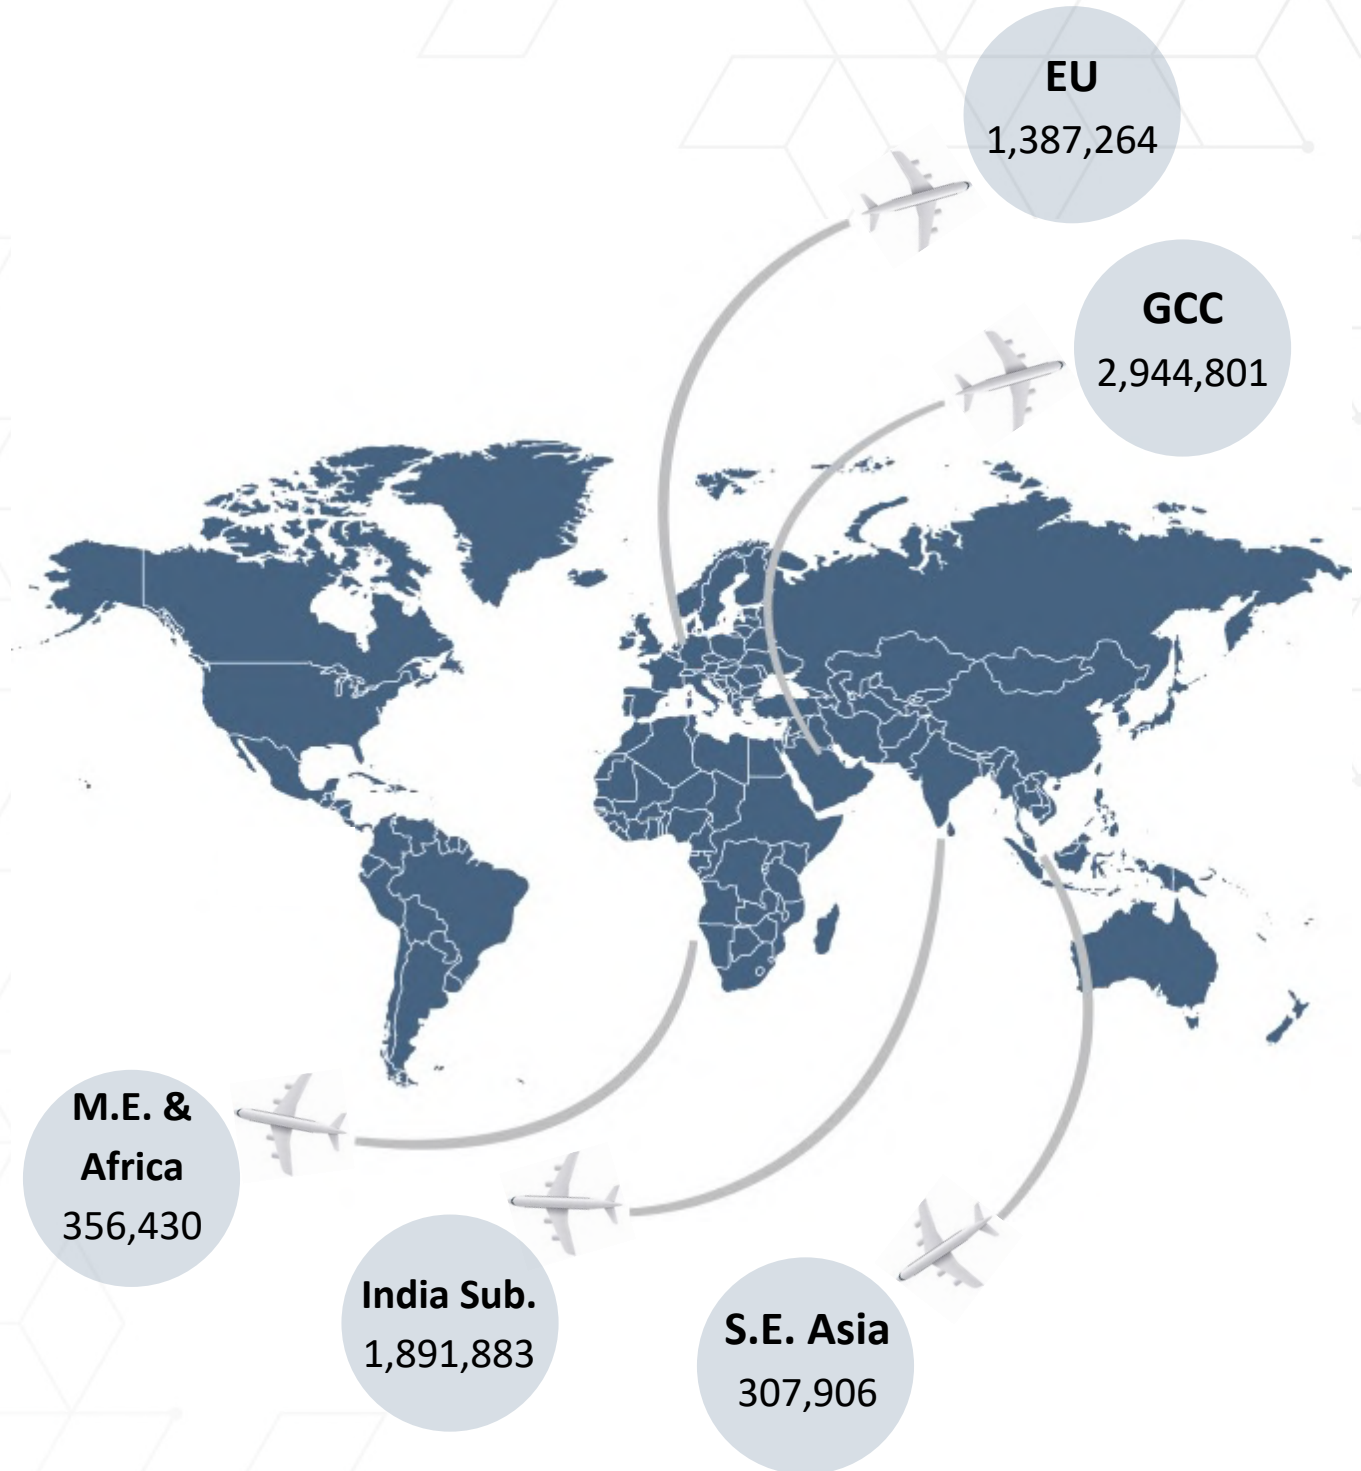 EU
1,387,264
GCC
2,944,801
M.E. &
Africa
356,430
India Sub.
1,891,883
S.E. Asia
307,906